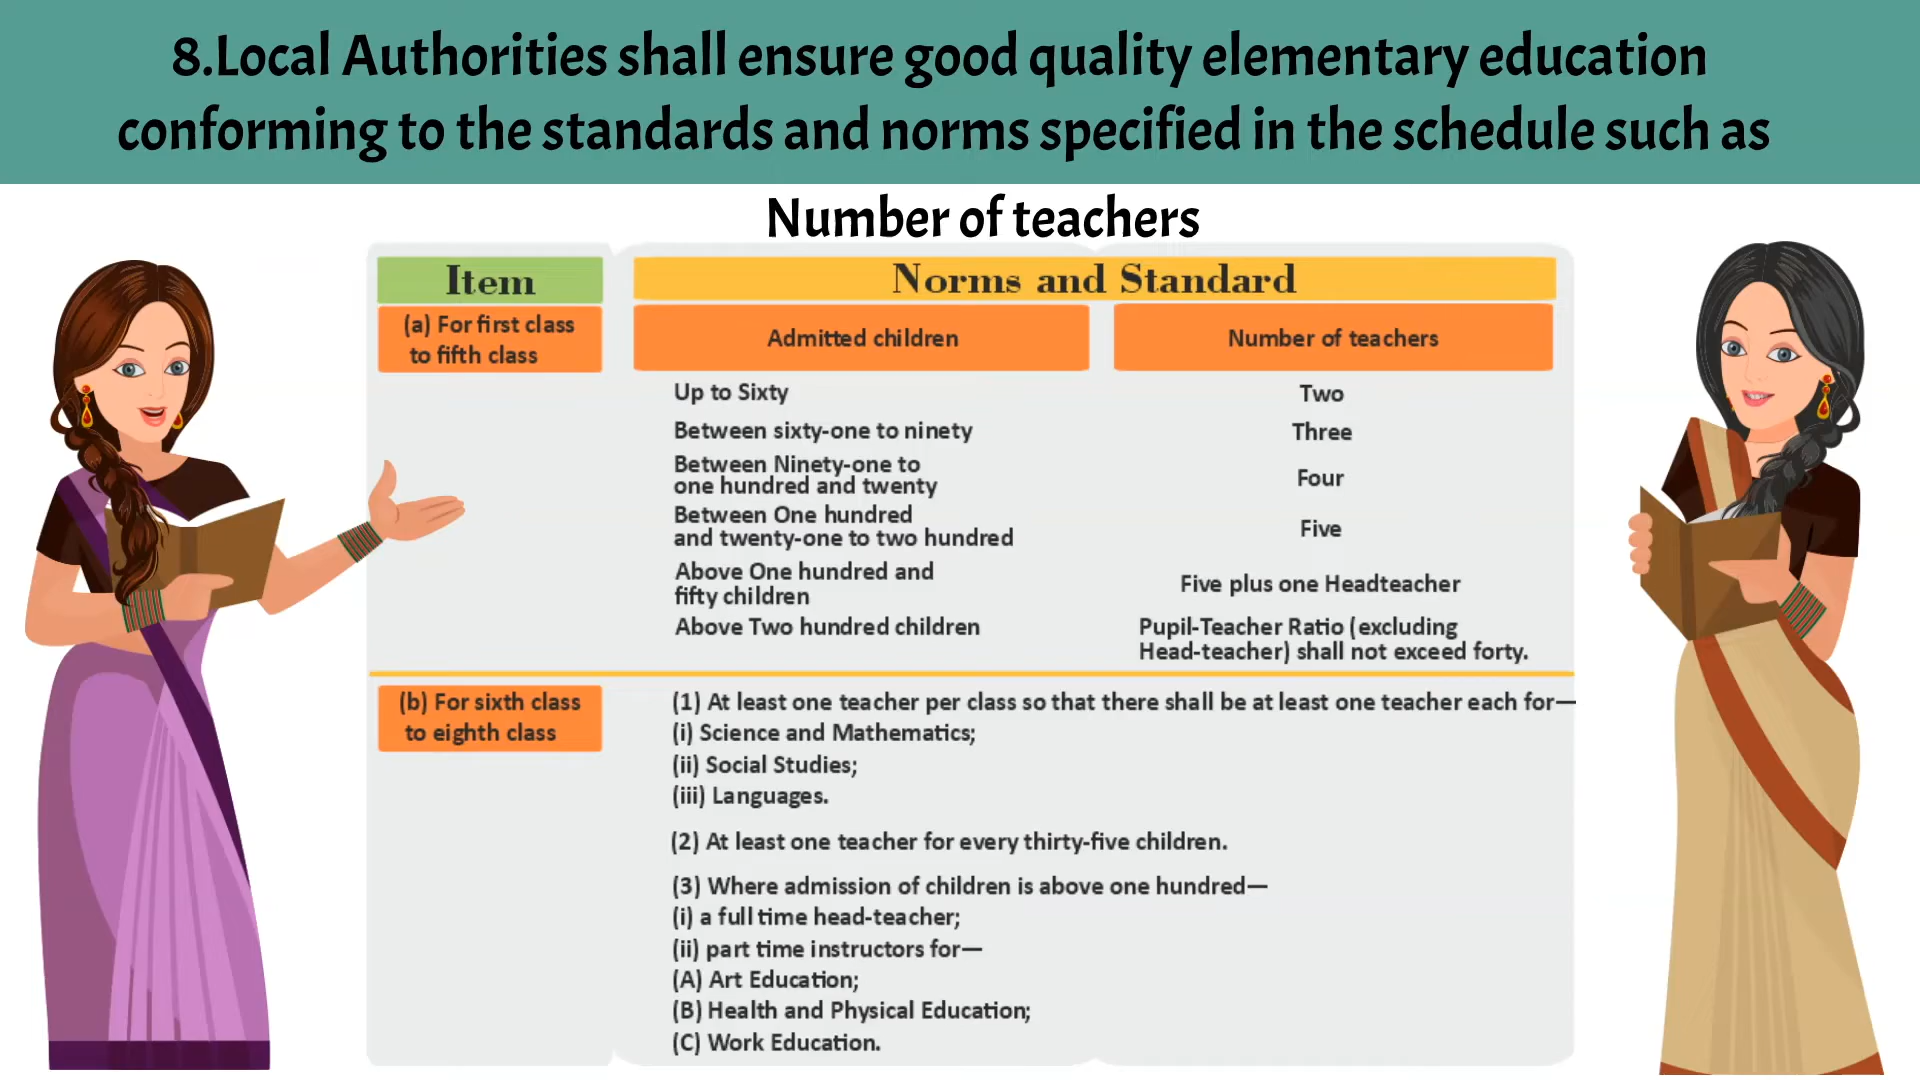 8.Local Authorities shall ensure good quality elementary education
conforming to the standards and norms specified in the schedule such as
Number of teachers
Item
Norms and Standard
(a) For first class
to fifth class
Admitted children
Number of teachers
Up to Sixty
Two
Between sixty-one to ninety
Three
Between Ninety-one to
one hundred and twenty
Four
Between One hundred
and twenty-one to two hundred
Five
Above One hundred and
fifty children
Five plus one Headteacher
Above Two hundred children
Pupil-Teacher Ratio (excluding
Head-teacher) shall not exceed forty.
(b) For sixth class
to eighth class
(1) At least one teacher per class so that there shall be at least one teacher each for—
(i) Science and Mathematics;
(ii) Social Studies;
(iii) Languages.
(2) At least one teacher for every thirty-five children.
(3) Where admission of children is above one hundred—
(i) a full time head-teacher;
(ii) part time instructors for—
(A) Art Education;
(B) Health and Physical Education;
(C) Work Education.